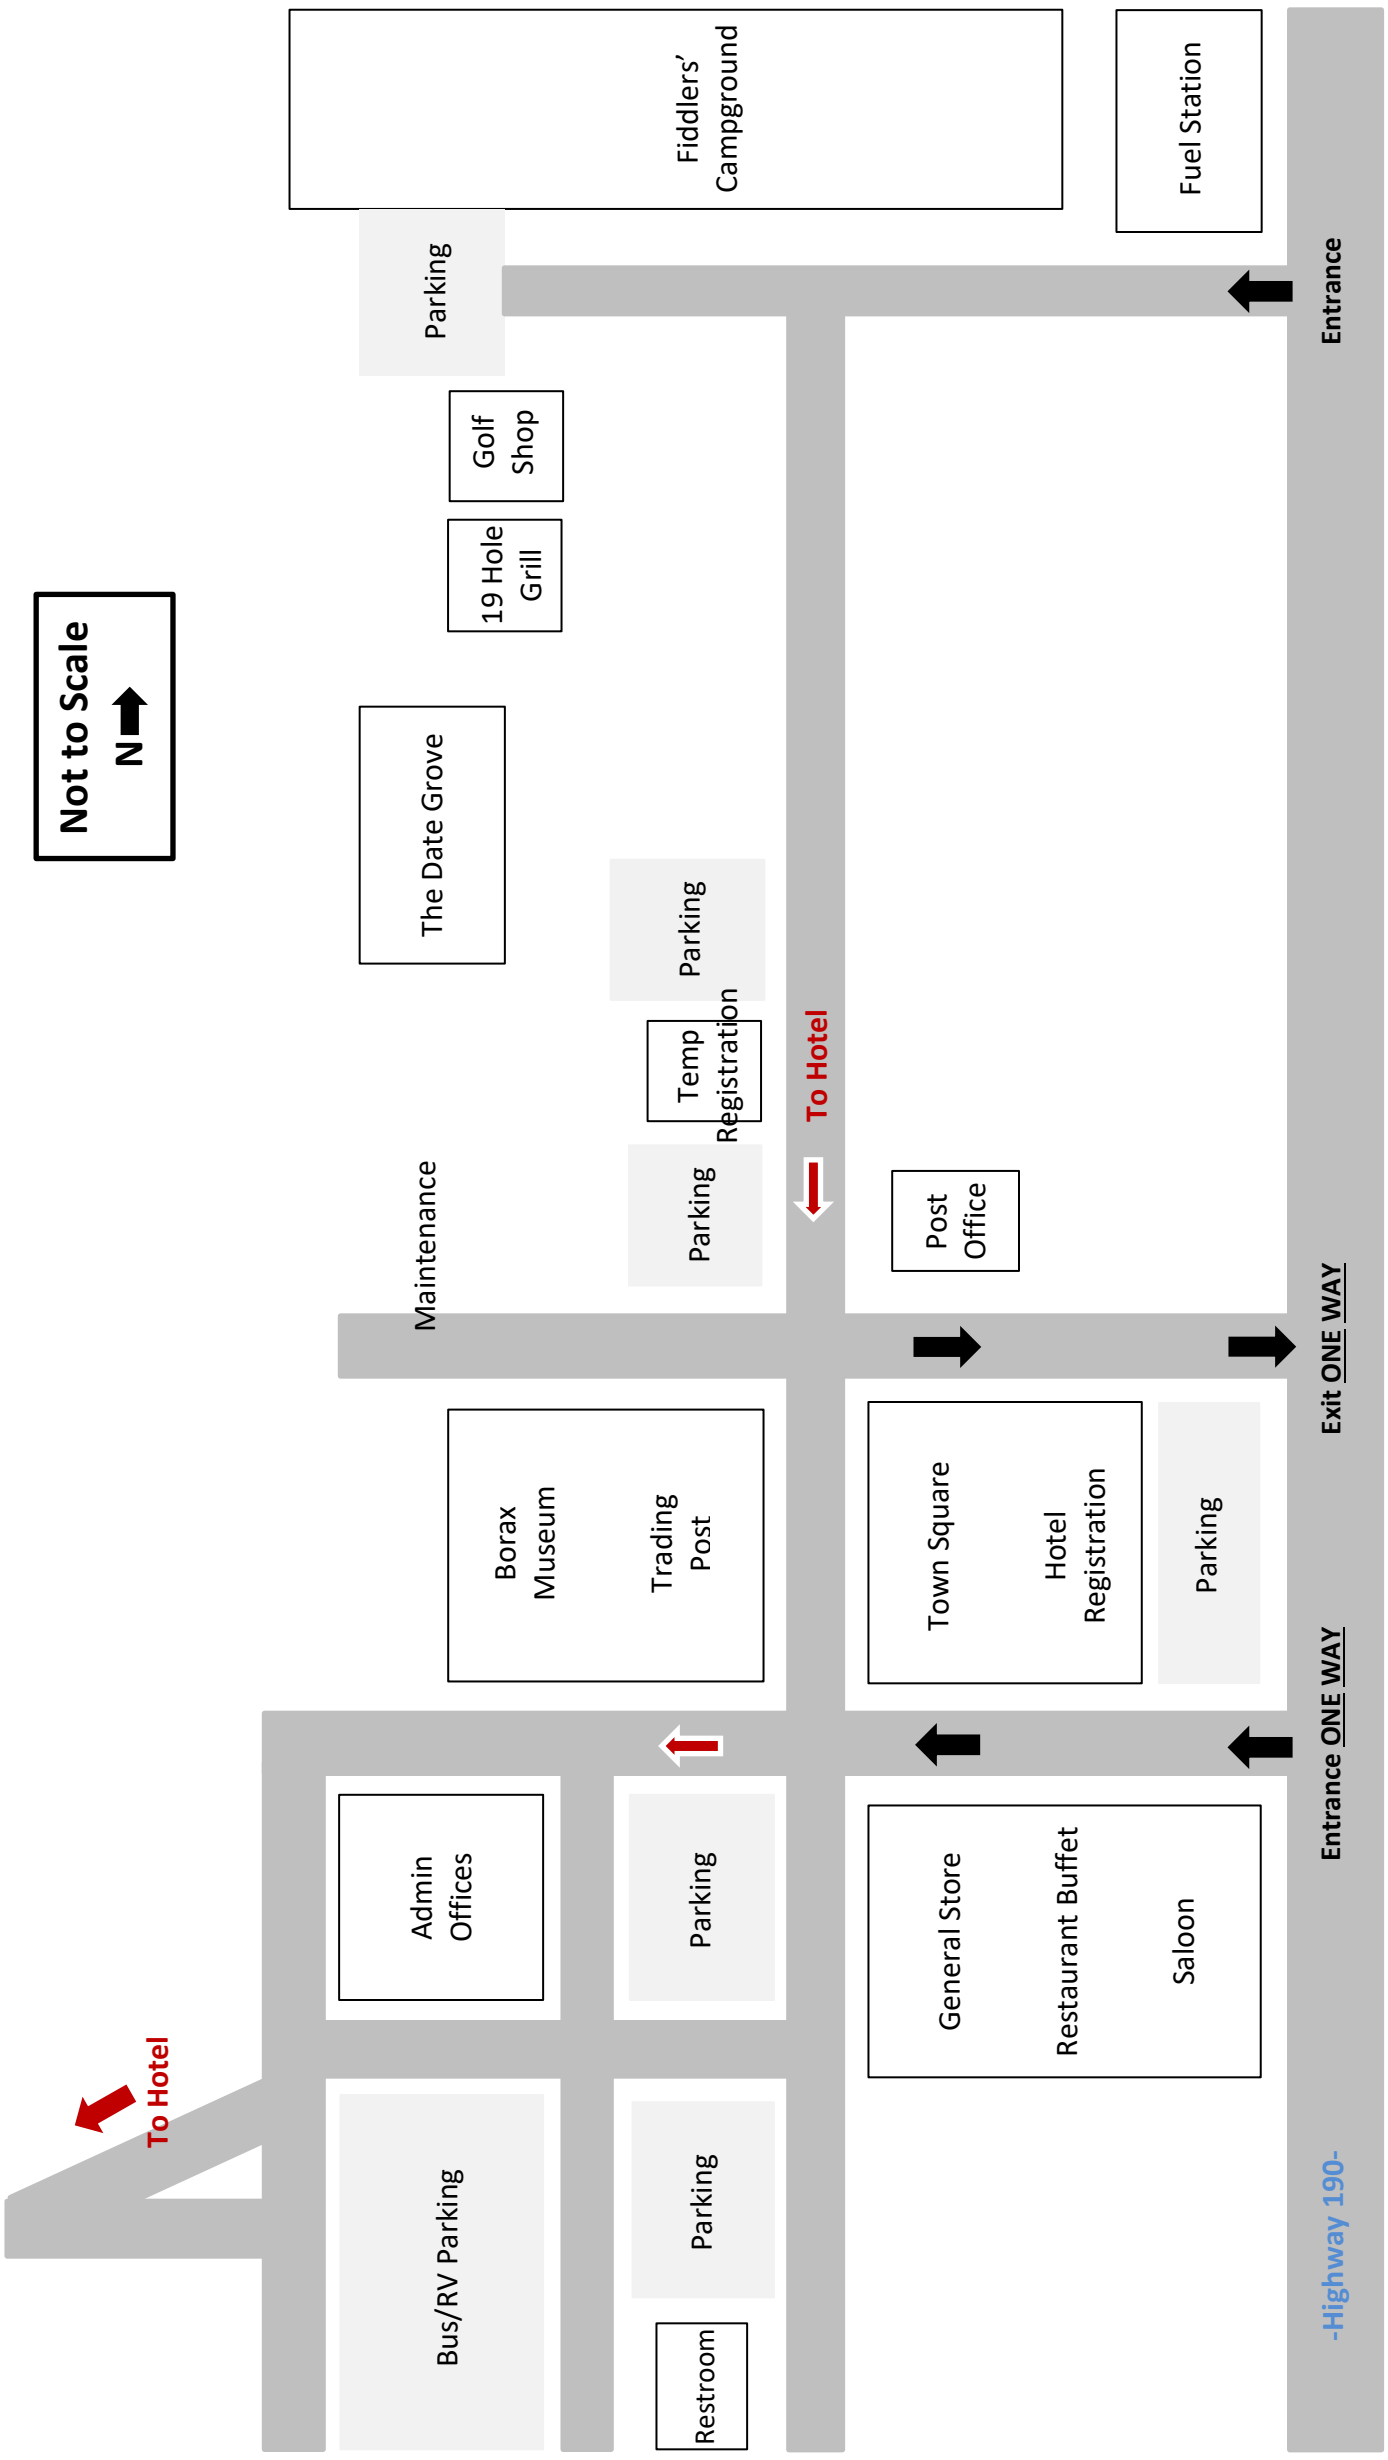 Not to Scale
N
To Hotel
Bus/RV Parking
Admin
Offices
Maintenance
The Date Grove
Parking
Fiddlers’
Campground
Borax
Museum
19 Hole
Grill
Golf
Shop
Restroom
Parking
Parking
Trading
Post
Parking
Temp
Registration
Parking
To Hotel
General Store
Restaurant Buffet
Saloon
Town Square
Hotel
Registration
Parking
Post
Office
Fuel Station
-Highway 190-
Entrance ONE WAY
Exit ONE WAY
Entrance